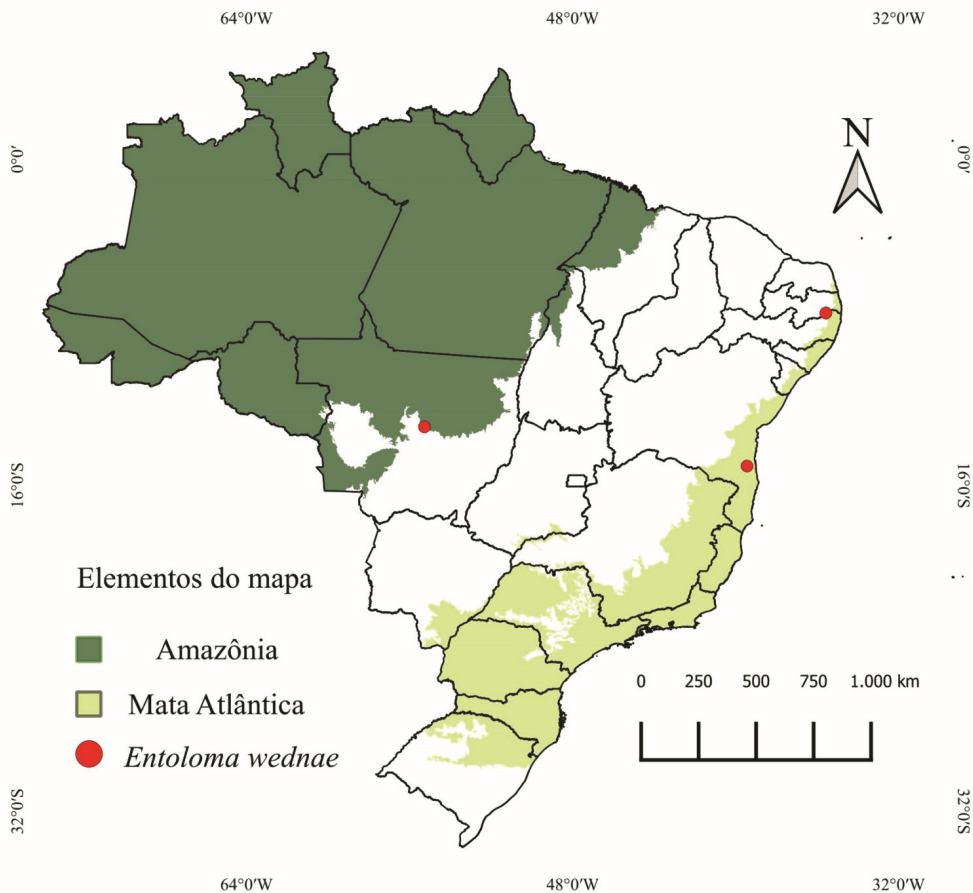 64°0'W 48°0'W 32°0'W
N
0°0' 0°0'
16°0'S 16°0'S
Elementos do mapa
Amazônia
Mata Atlântica
Entoloma wednae
0 250 500 750 1.000 km
32°0'S 32°0'S
64°0'W 48°0'W 32°0'W